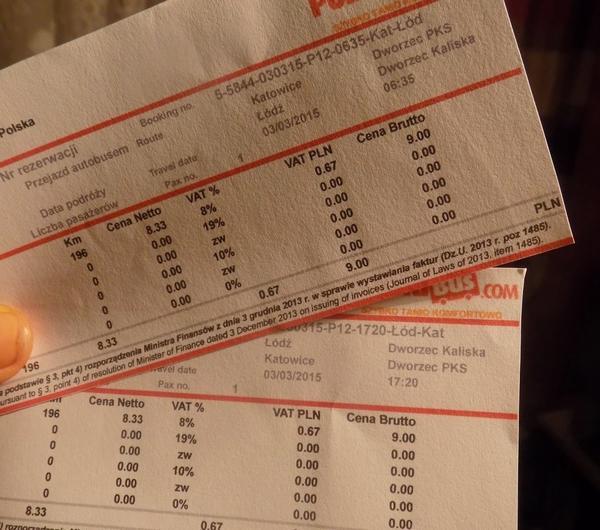 SZYBKO TANIO
Polska
Nr rezerwacji Booking no. 5-5844-030315-P12-0635-Kat-Łód
Przejazd autobusem Route Katowice Dworzec PKS
Łódź Dworzec Kaliska
Data podróży Travel date 03/03/2015 06:35
Liczba pasażerów Pax no. 1
Km Cena Netto VAT % VAT PLN Cena Brutto
196 8.33 8% 0.67 9.00
0 0.00 19% 0.00 0.00
0 0.00 zw 0.00 0.00
0 0.00 10% 0.00 0.00
0 0.00 zw 0.00 0.00
0 0.00 0% 0.00 0.00
196 8.33 0.67 9.00 PLN
podstawie § 3, pkt 4) rozporządzenia Ministra Finansów z dnia 3 grudnia 2013 r. w sprawie wystawiania faktur (Dz.U. 2013 r. poz 1485).
ursuant to § 3, point 4) of resolution of Minister of Finance dated 3 December 2013 on issuing of invoices (Journal of Laws of 2013, item 1485).
BUS.COM
SZYBKO TANIO KOMFORTOWO
0315-P12-1720-Łód-Kat
Łódź Dworzec Kaliska
Katowice Dworzec PKS
avel date 03/03/2015 17:20
Pax no. 1
Cena Netto VAT % VAT PLN Cena Brutto
196 8.33 8% 0.67 9.00
0 0.00 19% 0.00 0.00
0 0.00 zw 0.00 0.00
0 0.00 10% 0.00 0.00
0 0.00 zw 0.00 0.00
0 0.00 0% 0.00 0.00
8.33 0.67